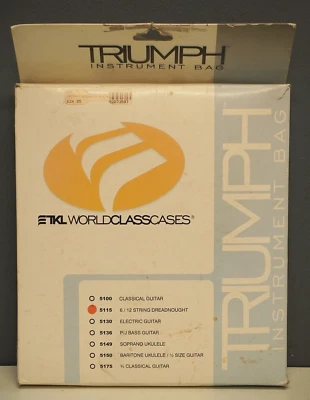 TRIUMPH
INSTRUMENT BAG
TKL WORLDCLASSCASES®
5100 CLASSICAL GUITAR
5115 6 / 12 STRING DREADNOUGHT
5130 ELECTRIC GUITAR
5136 P/J BASS GUITAR
5149 SOPRANO UKULELE
5150 BARITONE UKULELE / ½ SIZE GUITAR
5175 ¾ CLASSICAL GUITAR
TRIUMPH
INSTRUMENT BAG